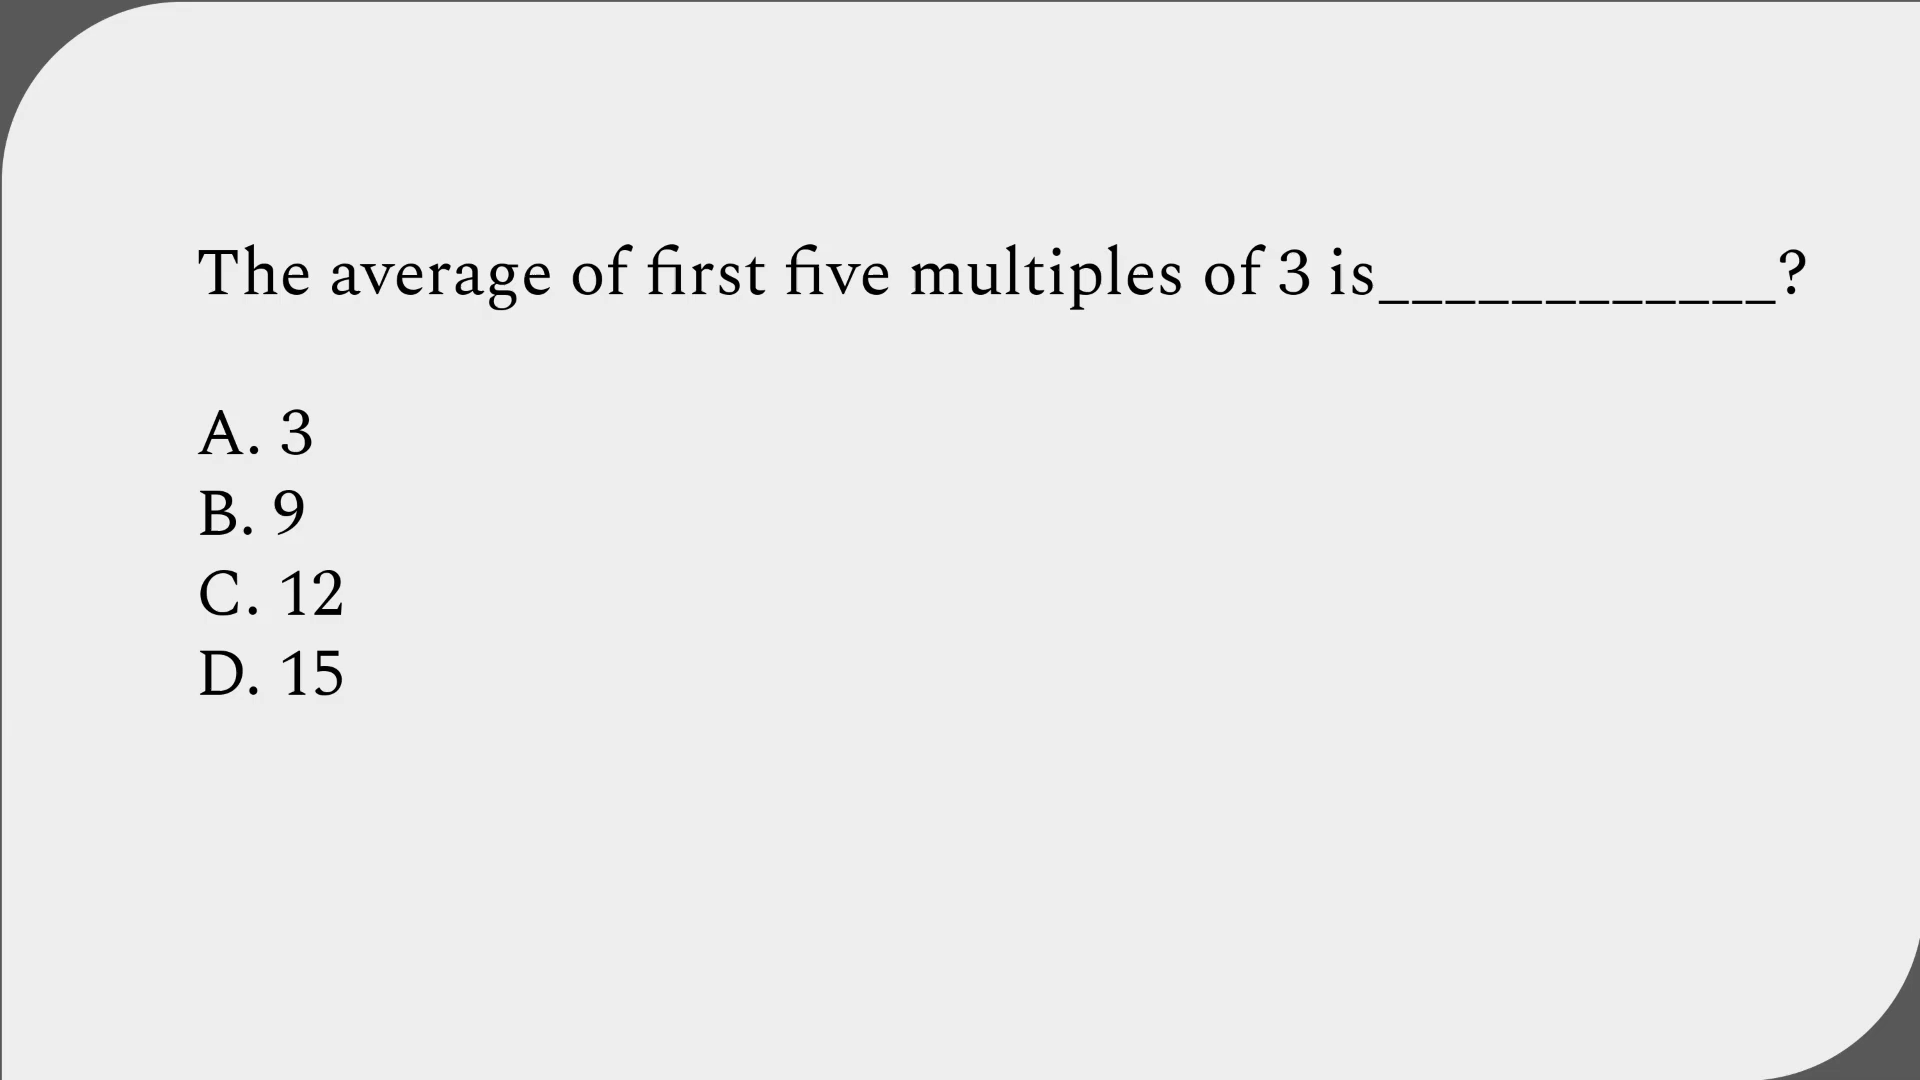 The average of first five multiples of 3 is____________?
A. 3
B. 9
C. 12
D. 15